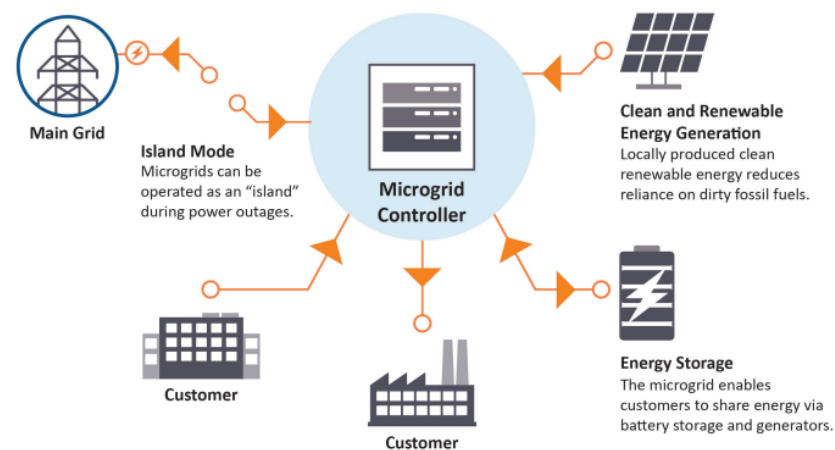 Main Grid
Island Mode
Microgrids can be
operated as an “island”
during power outages.
Microgrid
Controller
Clean and Renewable
Energy Generation
Locally produced clean
renewable energy reduces
reliance on dirty fossil fuels.
Customer
Customer
Energy Storage
The microgrid enables
customers to share energy via
battery storage and generators.